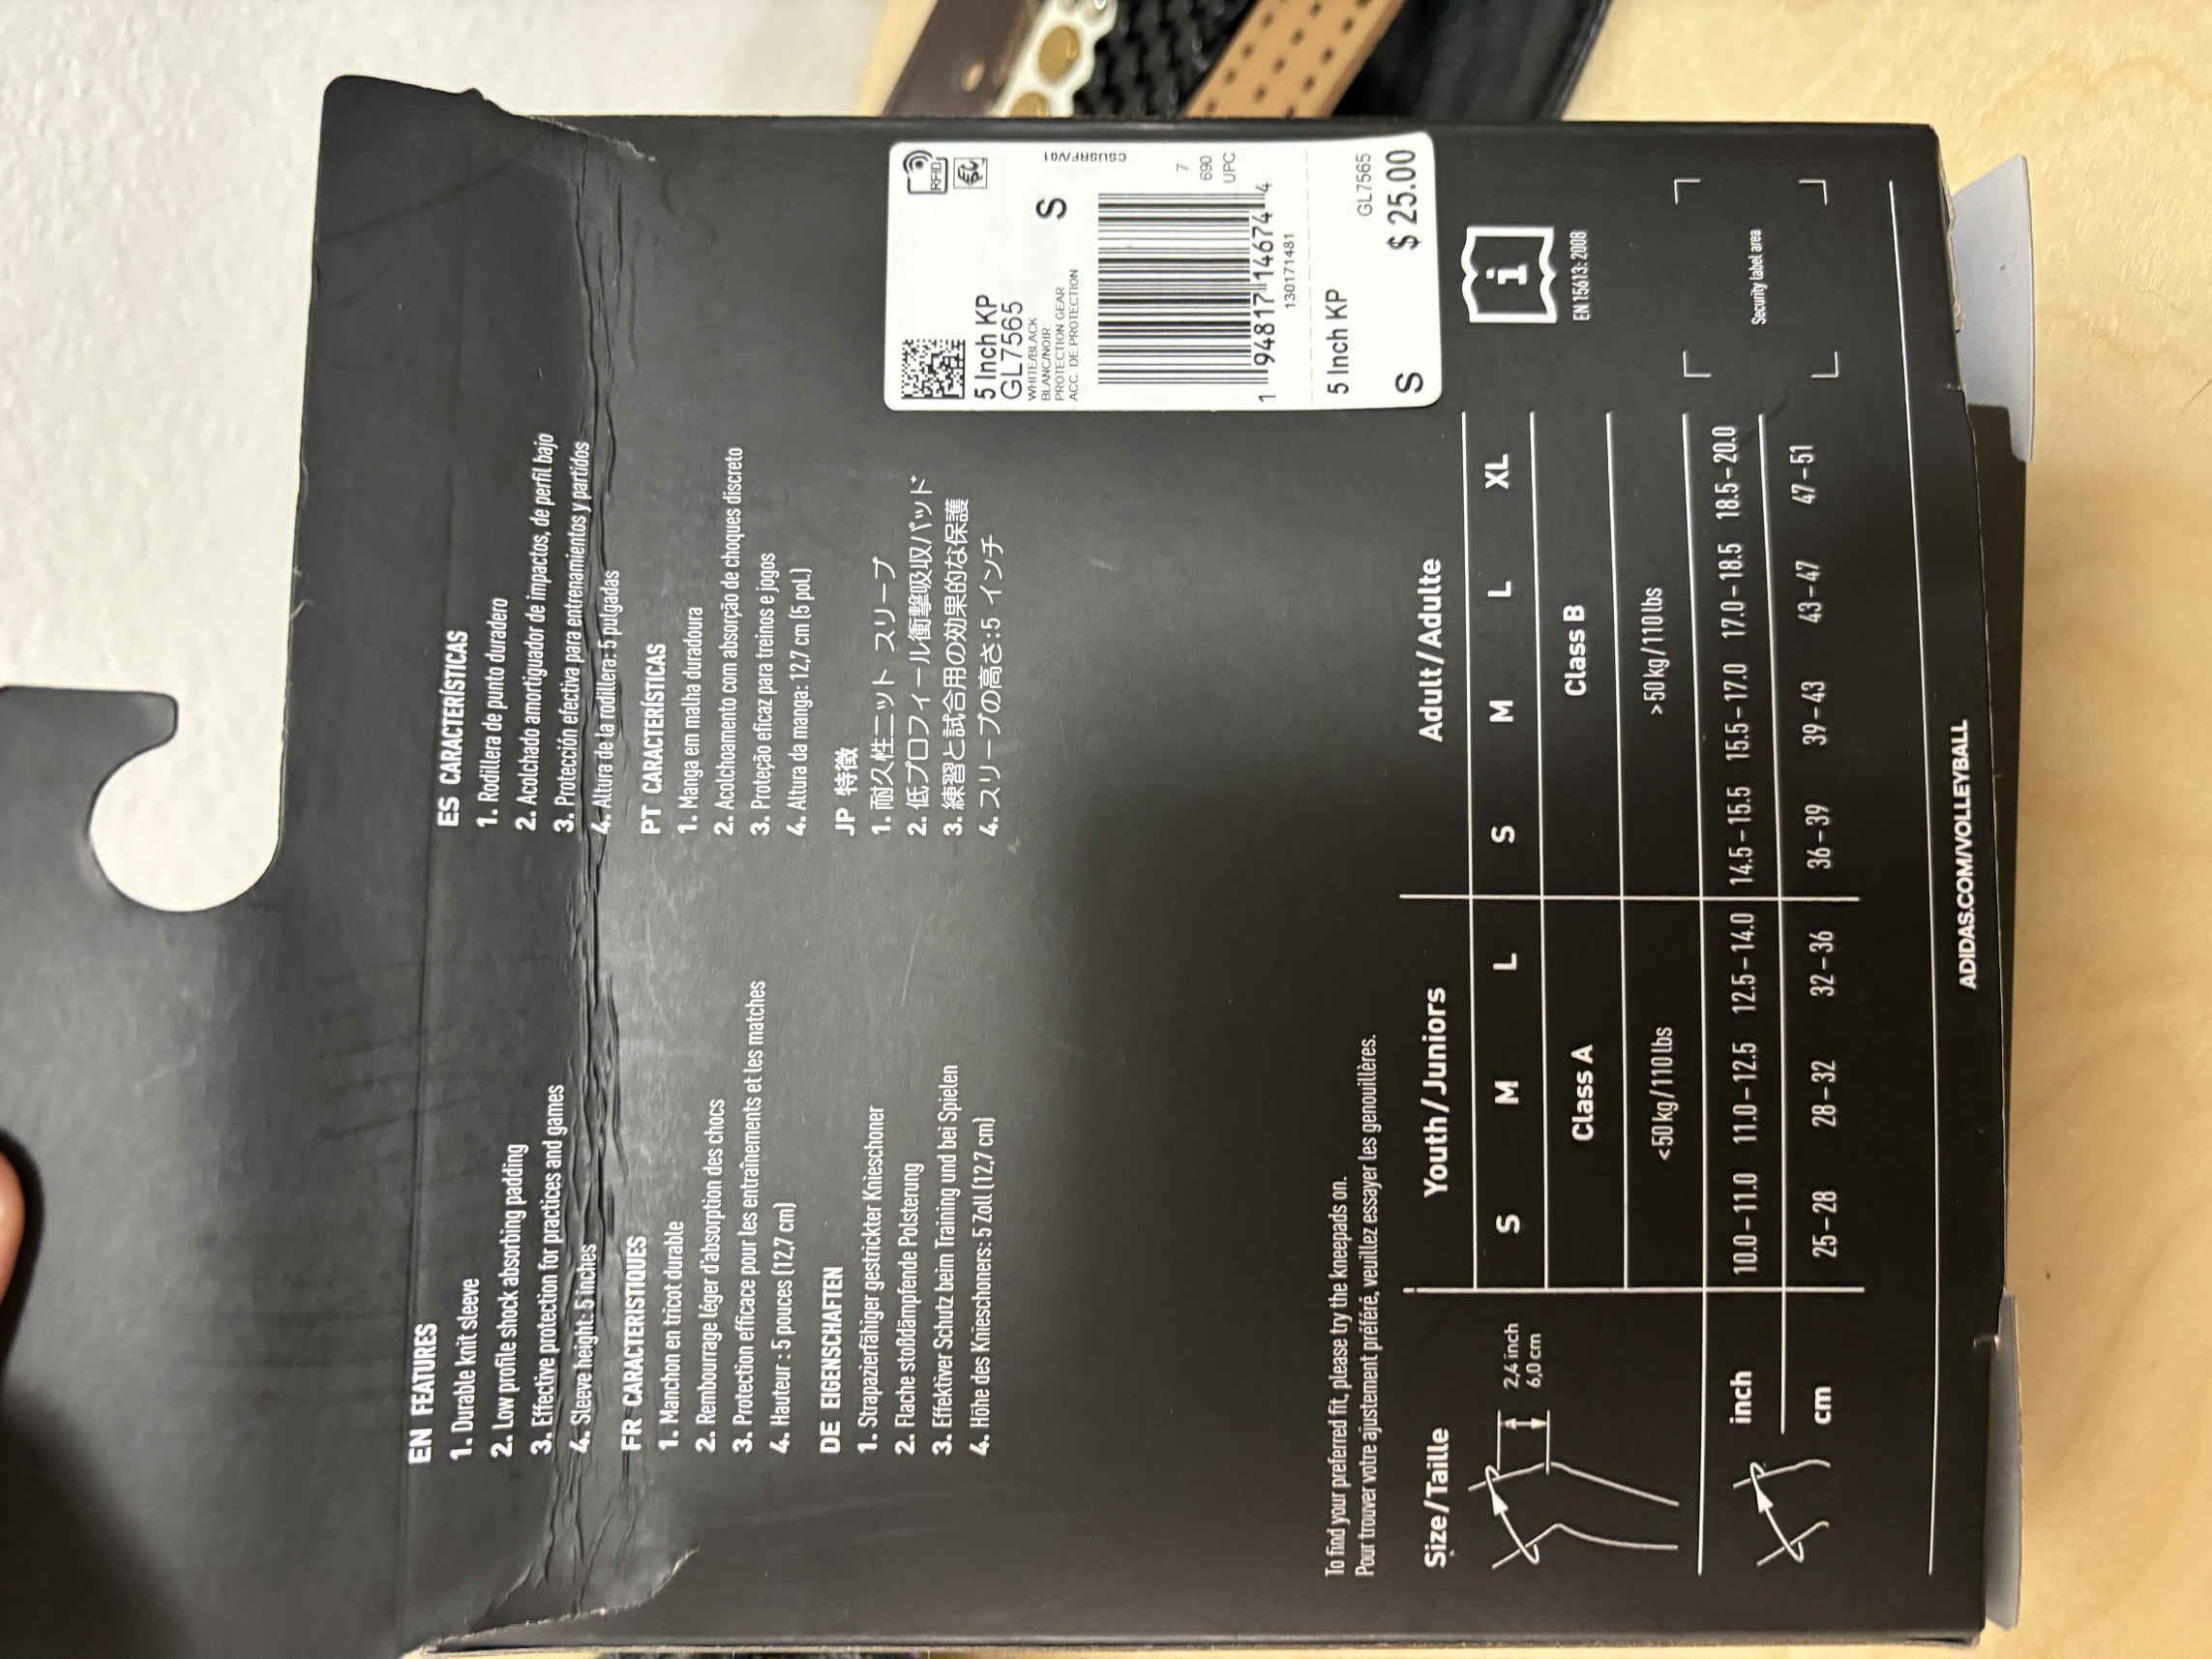 EN FEATURES
1. Durable knit sleeve
2. Low profile shock absorbing padding
3. Effective protection for practices and games
4. Sleeve height: 5 inches
FR CARACTERISTIQUES
1. Manchon en tricot durable
2. Rembourrage léger d'absorption des chocs
3. Protection efficace pour les entraînements et les matches
4. Hauteur : 5 pouces (12,7 cm)
DE EIGENSCHAFTEN
1. Strapazierfähiger gestrickter Knieschoner
2. Flache stoßdämpfende Polsterung
3. Effektiver Schutz beim Training und bei Spielen
4. Höhe des Knieschoners: 5 Zoll (12,7 cm)
ES CARACTERÍSTICAS
1. Rodillera de punto duradero
2. Acolchado amortiguador de impactos, de perfil bajo
3. Protección efectiva para entrenamientos y partidos
4. Altura de la rodillera: 5 pulgadas
PT CARACTERÍSTICAS
1. Manga em malha duradoura
2. Acolchoamento com absorção de choques discreto
3. Proteção eficaz para treinos e jogos
4. Altura da manga: 12,7 cm (5 pol.)
JP 特徴
1. 耐久性ニット スリーブ
2. 低プロフィール衝撃吸収パッド
3. 練習と試合用の効果的な保護
4. スリーブの高さ:5 インチ
RFID
5 Inch KP
GL7565
WHITE/BLACK
BLANC/NOIR
PROTECTION GEAR
ACC. DE PROTECTION
S
CSUSRF/V01
1 94817 14674 4
130171481
7
690
UPC
5 Inch KP
GL7565
S $ 25.00
To find your preferred fit, please try the kneepads on.
Pour trouver votre ajustement préféré, veuillez essayer les genouillères.
Size/Taille Youth/Juniors Adult/Adulte
S M L S M L XL
2,4 inch
6,0 cm
Class A Class B
<50 kg/110 lbs >50 kg/110 lbs
inch 10.0–11.0 11.0–12.5 12.5–14.0 14.5–15.5 15.5–17.0 17.0–18.5 18.5–20.0
cm 25–28 28–32 32–36 36–39 39–43 43–47 47–51
i
EN 15613: 2008
Security label area
ADIDAS.COM/VOLLEYBALL